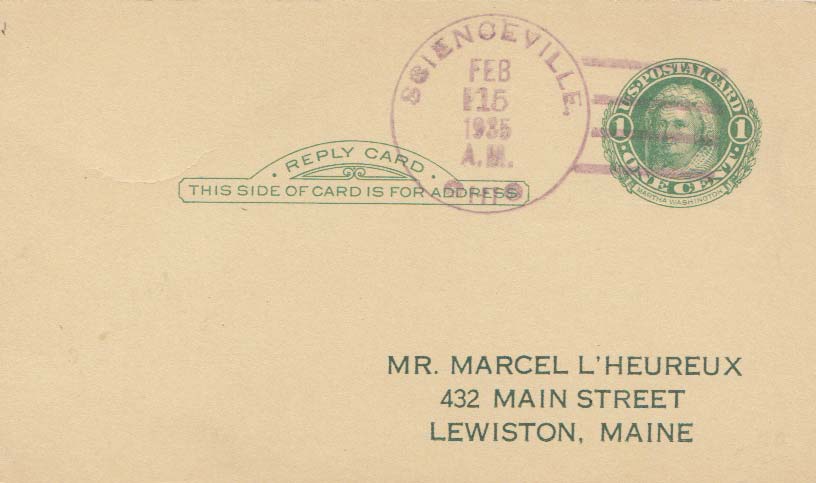 SCIENCEVILLE,
FEB
15
1935
A.M.
U.S. POSTAL CARD
1 1
ONE CENT
MARTHA WASHINGTON
REPLY CARD
THIS SIDE OF CARD IS FOR ADDRESS
MR. MARCEL L'HEUREUX
432 MAIN STREET
LEWISTON, MAINE